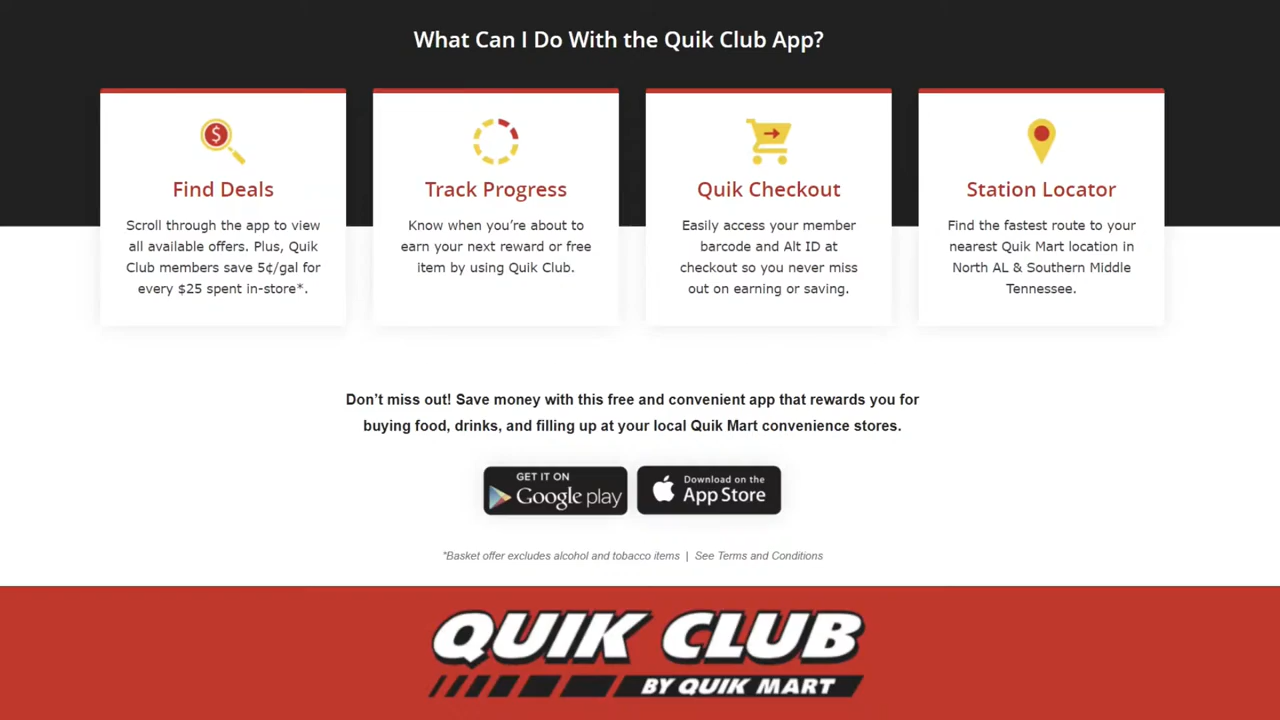 What Can I Do With the Quik Club App?
$
Find Deals
Scroll through the app to view
all available offers. Plus, Quik
Club members save 5¢/gal for
every $25 spent in-store*.
Track Progress
Know when you’re about to
earn your next reward or free
item by using Quik Club.
Quik Checkout
Easily access your member
barcode and Alt ID at
checkout so you never miss
out on earning or saving.
Station Locator
Find the fastest route to your
nearest Quik Mart location in
North AL & Southern Middle
Tennessee.
Don’t miss out! Save money with this free and convenient app that rewards you for
buying food, drinks, and filling up at your local Quik Mart convenience stores.
GET IT ON
Google play
Download on the
App Store
*Basket offer excludes alcohol and tobacco items | See Terms and Conditions
QUIK CLUB
BY QUIK MART